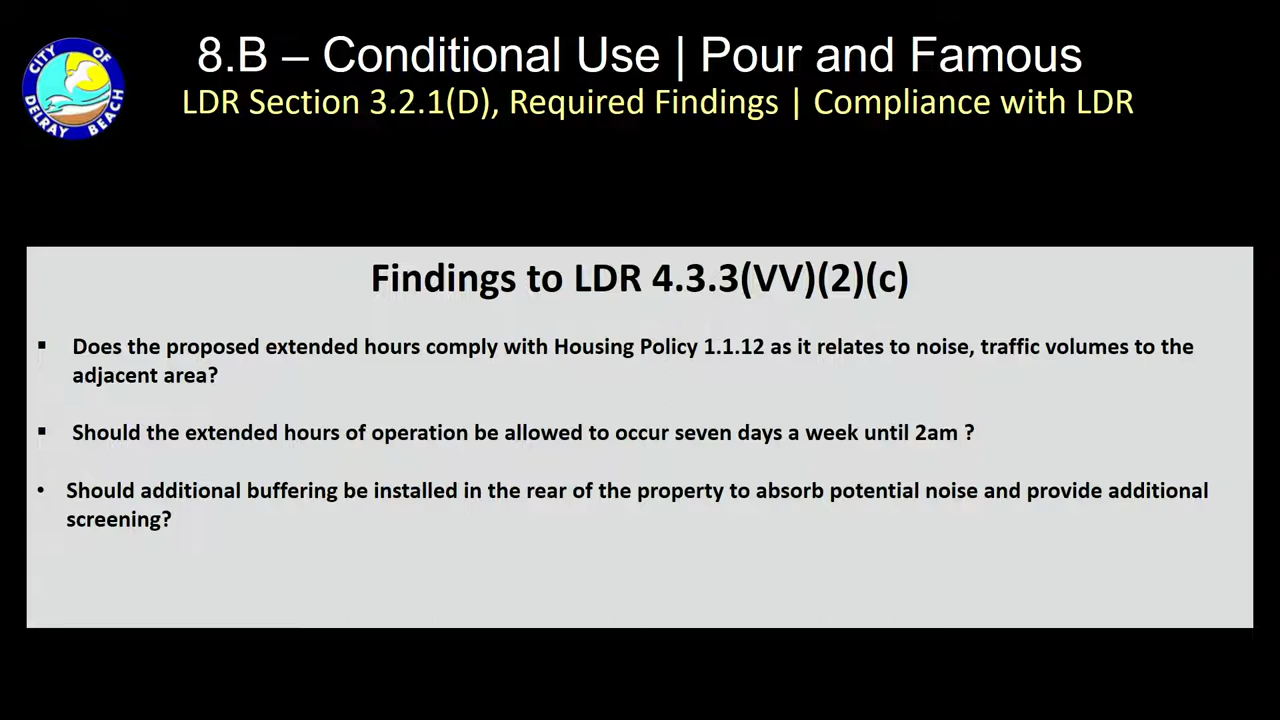 CITY OF
DELRAY BEACH
8.B – Conditional Use | Pour and Famous
LDR Section 3.2.1(D), Required Findings | Compliance with LDR
Findings to LDR 4.3.3(VV)(2)(c)
▪ Does the proposed extended hours comply with Housing Policy 1.1.12 as it relates to noise, traffic volumes to the
adjacent area?
▪ Should the extended hours of operation be allowed to occur seven days a week until 2am ?
• Should additional buffering be installed in the rear of the property to absorb potential noise and provide additional
screening?